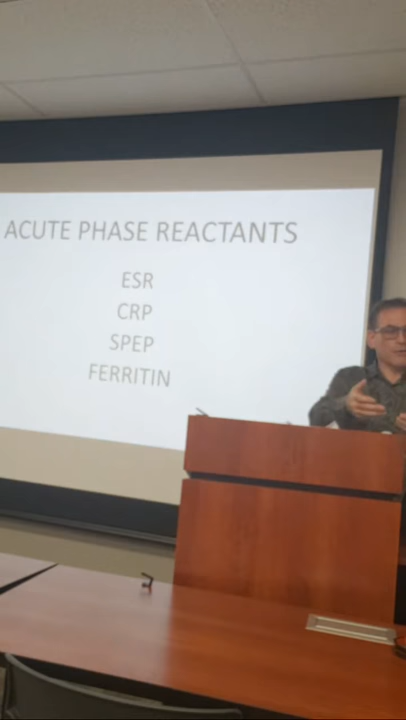 ACUTE PHASE REACTANTS
ESR
CRP
SPEP
FERRITIN